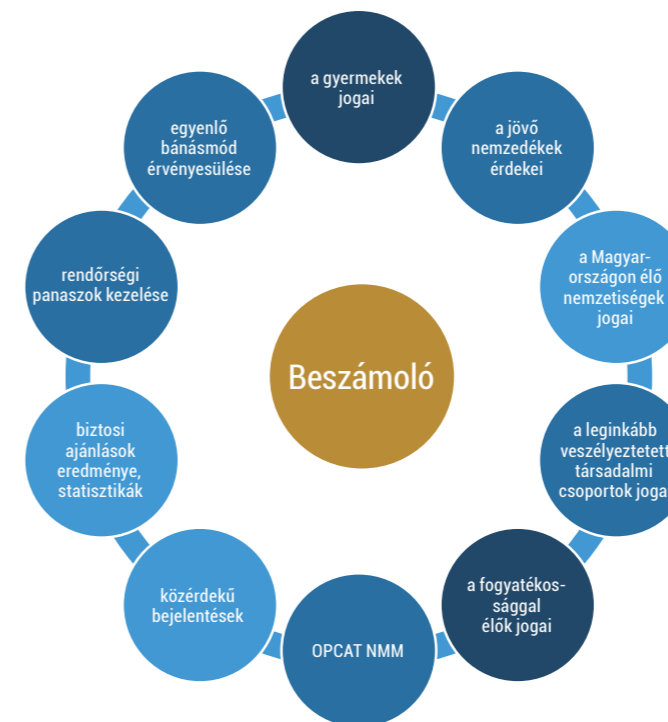 a gyermekek
jogai
a jövő
nemzedékek
érdekei
a Magyar-
országon élő
nemzetiségek
jogai
a leginkább
veszélyeztetett
társadalmi
csoportok joga
a fogyatékos-
sággal
élők jogai
OPCAT NMM
közérdekű
bejelentések
biztosi
ajánlások
eredménye,
statisztikák
rendőrségi
panaszok kezelése
egyenlő
bánásmód
érvényesülése
Beszámoló